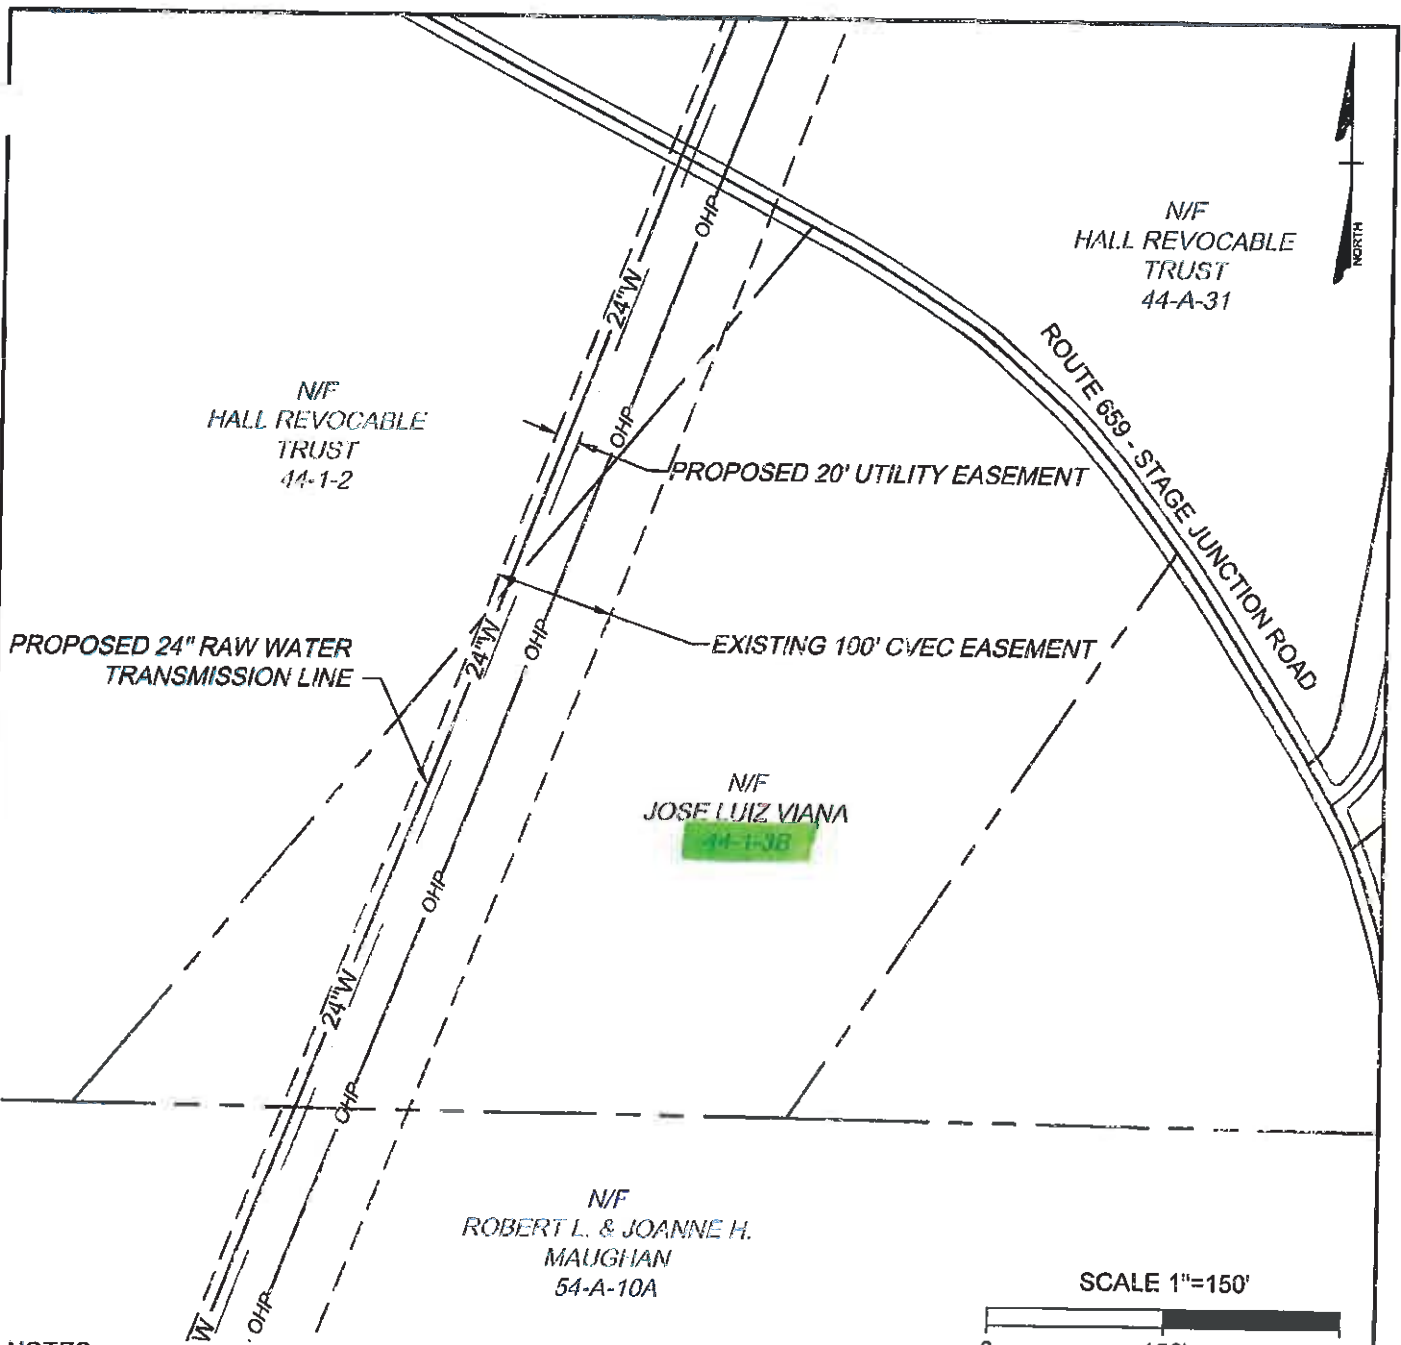 N/F
HALL REVOCABLE
TRUST
44-A-31
NORTH
ROUTE 659 - STAGE JUNCTION ROAD
OHP
24"W
N/F
HALL REVOCABLE
TRUST
44-1-2
OHP
PROPOSED 20' UTILITY EASEMENT
PROPOSED 24" RAW WATER
TRANSMISSION LINE
24"W
OHP
EXISTING 100' CVEC EASEMENT
N/F
JOSE LUIZ VIANA
44-1-3B
OHP
24"W
OHP
N/F
ROBERT L. & JOANNE H.
MAUGHAN
54-A-10A
SCALE 1"=150'
W
OHP